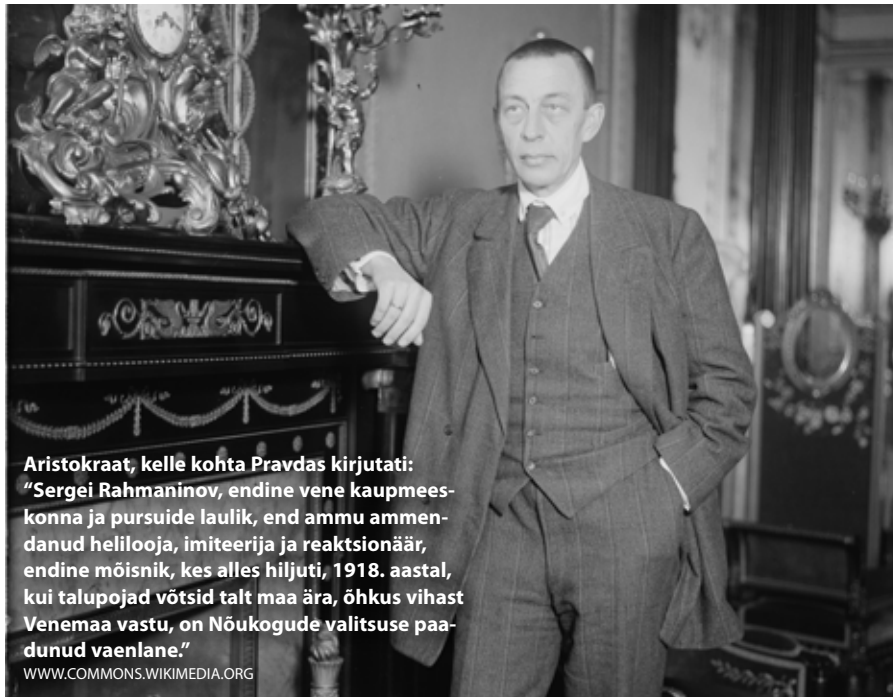 Aristokraat, kelle kohta Pravdas kirjutati:
“Sergei Rahmaninov, endine vene kaupmees-
konna ja pursuide laulik, end ammu ammen-
danud helilooja, imiteerija ja reaktsionäär,
endine mõisnik, kes alles hiljuti, 1918. aastal,
kui talupojad võtsid talt maa ära, õhkus vihast
Venemaa vastu, on Nõukogude valitsuse paa-
dunud vaenlane.”
WWW.COMMONS.WIKIMEDIA.ORG